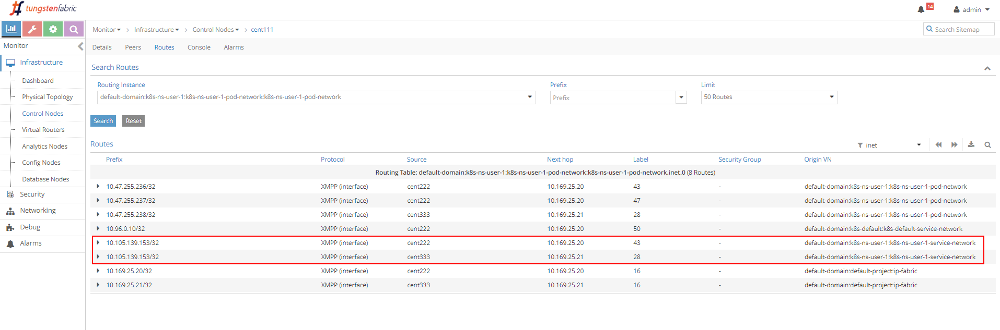 tungstenfabric
14
admin
Monitor > Infrastructure > Control Nodes > cent111
Search Sitemap
Monitor
Details Peers Routes Console Alarms
Infrastructure
Dashboard
Physical Topology
Control Nodes
Virtual Routers
Analytics Nodes
Config Nodes
Database Nodes
Security
Networking
Debug
Alarms
Search Routes
Routing Instance Prefix Limit
default-domain:k8s-ns-user-1:k8s-ns-user-1-pod-network:k8s-ns-user-1-pod-network Prefix 50 Routes
Search Reset
Routes inet
Prefix Protocol Source Next hop Label Security Group Origin VN
Routing Table: default-domain:k8s-ns-user-1:k8s-ns-user-1-pod-network:k8s-ns-user-1-pod-network.inet.0 (8 Routes)
10.47.255.236/32 XMPP (interface) cent222 10.169.25.20 43 - default-domain:k8s-ns-user-1:k8s-ns-user-1-pod-network
10.47.255.237/32 XMPP (interface) cent222 10.169.25.20 47 - default-domain:k8s-ns-user-1:k8s-ns-user-1-pod-network
10.47.255.238/32 XMPP (interface) cent333 10.169.25.21 28 - default-domain:k8s-ns-user-1:k8s-ns-user-1-pod-network
10.96.0.10/32 XMPP (interface) cent222 10.169.25.20 50 - default-domain:k8s-default:k8s-default-service-network
10.105.139.153/32 XMPP (interface) cent222 10.169.25.20 43 - default-domain:k8s-ns-user-1:k8s-ns-user-1-service-network
10.105.139.153/32 XMPP (interface) cent333 10.169.25.21 28 - default-domain:k8s-ns-user-1:k8s-ns-user-1-service-network
10.169.25.20/32 XMPP (interface) cent222 10.169.25.20 16 - default-domain:default-project:ip-fabric
10.169.25.21/32 XMPP (interface) cent333 10.169.25.21 16 - default-domain:default-project:ip-fabric